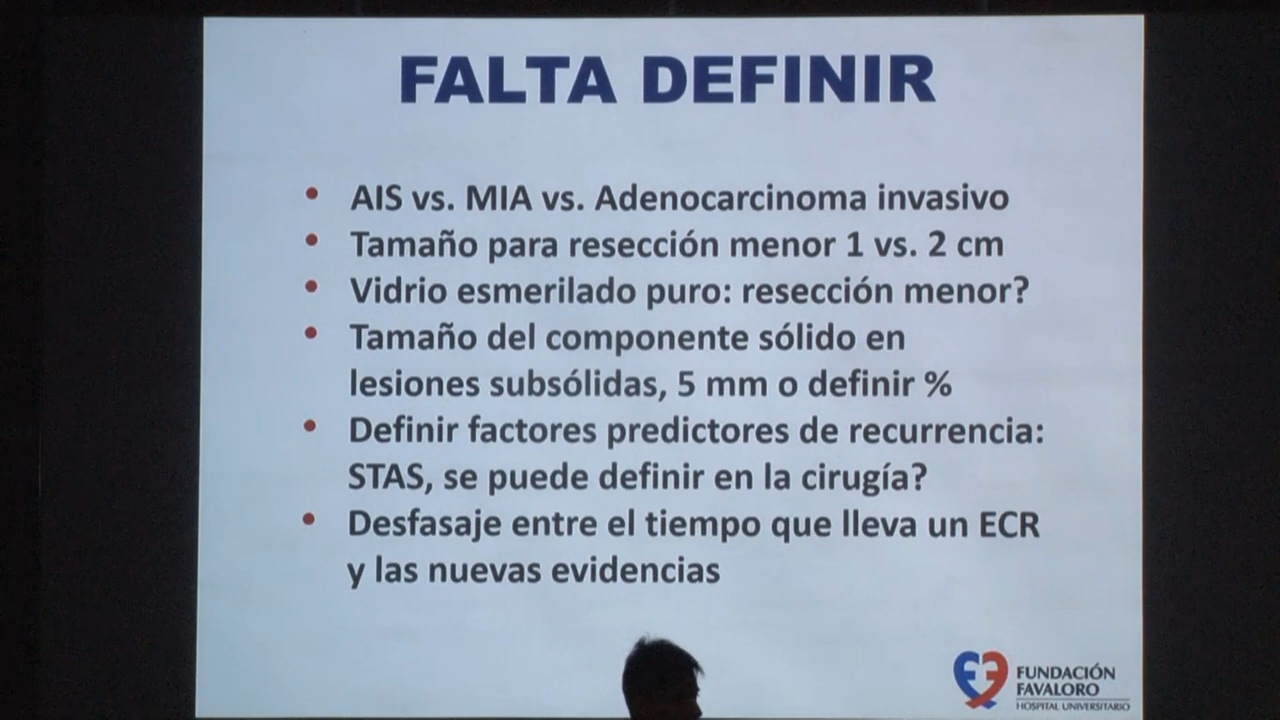 FALTA DEFINIR
• AIS vs. MIA vs. Adenocarcinoma invasivo
• Tamaño para resección menor 1 vs. 2 cm
• Vidrio esmerilado puro: resección menor?
• Tamaño del componente sólido en
lesiones subsólidas, 5 mm o definir %
• Definir factores predictores de recurrencia:
STAS, se puede definir en la cirugía?
• Desfasaje entre el tiempo que lleva un ECR
y las nuevas evidencias
FUNDACIÓN
FAVALORO
HOSPITAL UNIVERSITARIO